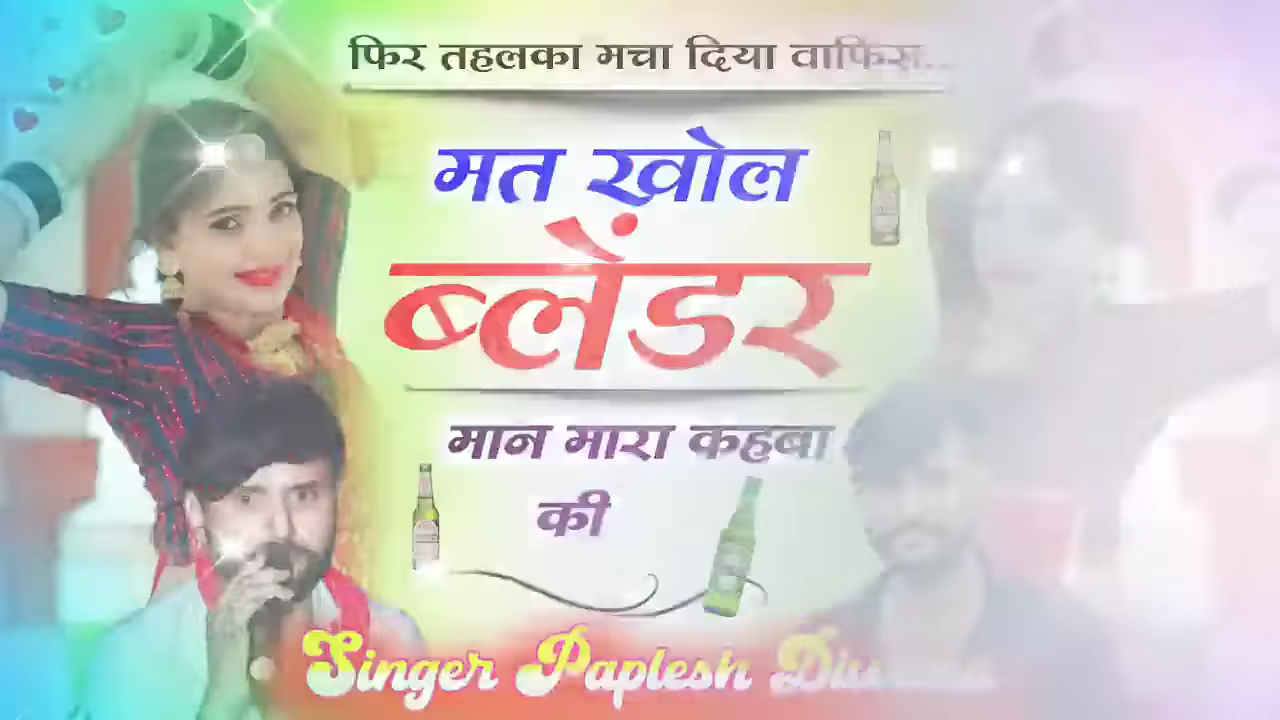 फिर तहलका मचा दिया वाफिस...
मत खोल
ब्लेंडर
मान मारा कहबा
की
Singer Paplesh